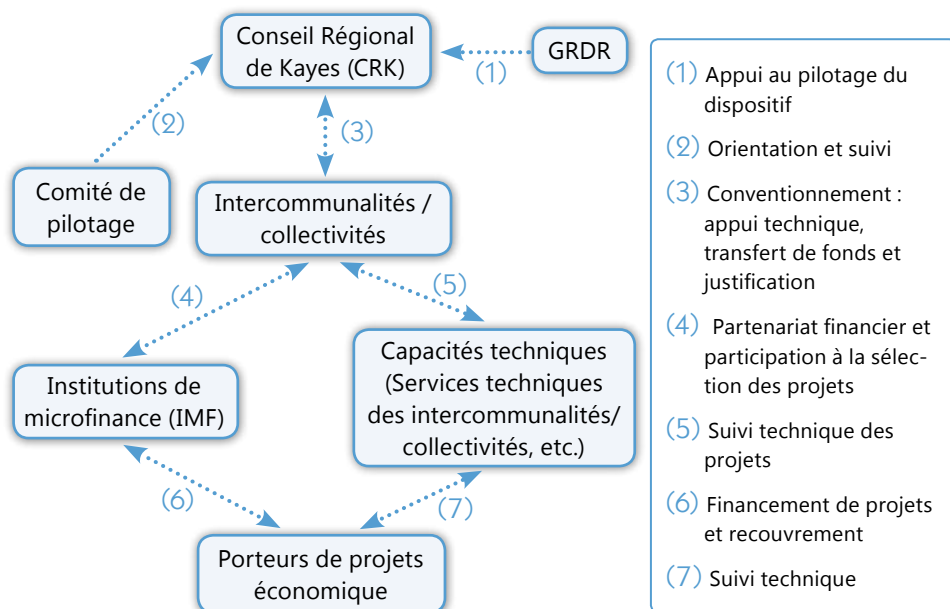 Conseil Régional
de Kayes (CRK)
GRDR
(1)
(2)
(3)
Comité de
pilotage
Intercommunalités /
collectivités
(4)
(5)
Institutions de
microfinance (IMF)
Capacités techniques
(Services techniques
des intercommunalités/
collectivités, etc.)
(6)
(7)
Porteurs de projets
économique
(1) Appui au pilotage du
dispositif
(2) Orientation et suivi
(3) Conventionnement :
appui technique,
transfert de fonds et
justification
(4) Partenariat financier et
participation à la sélec-
tion des projets
(5) Suivi technique des
projets
(6) Financement de projets
et recouvrement
(7) Suivi technique